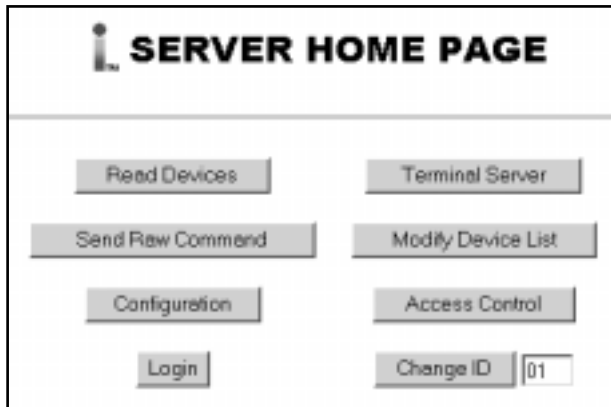 i™ SERVER HOME PAGE
Read Devices Terminal Server
Send Raw Command Modify Device List
Configuration Access Control
Login Change ID 01